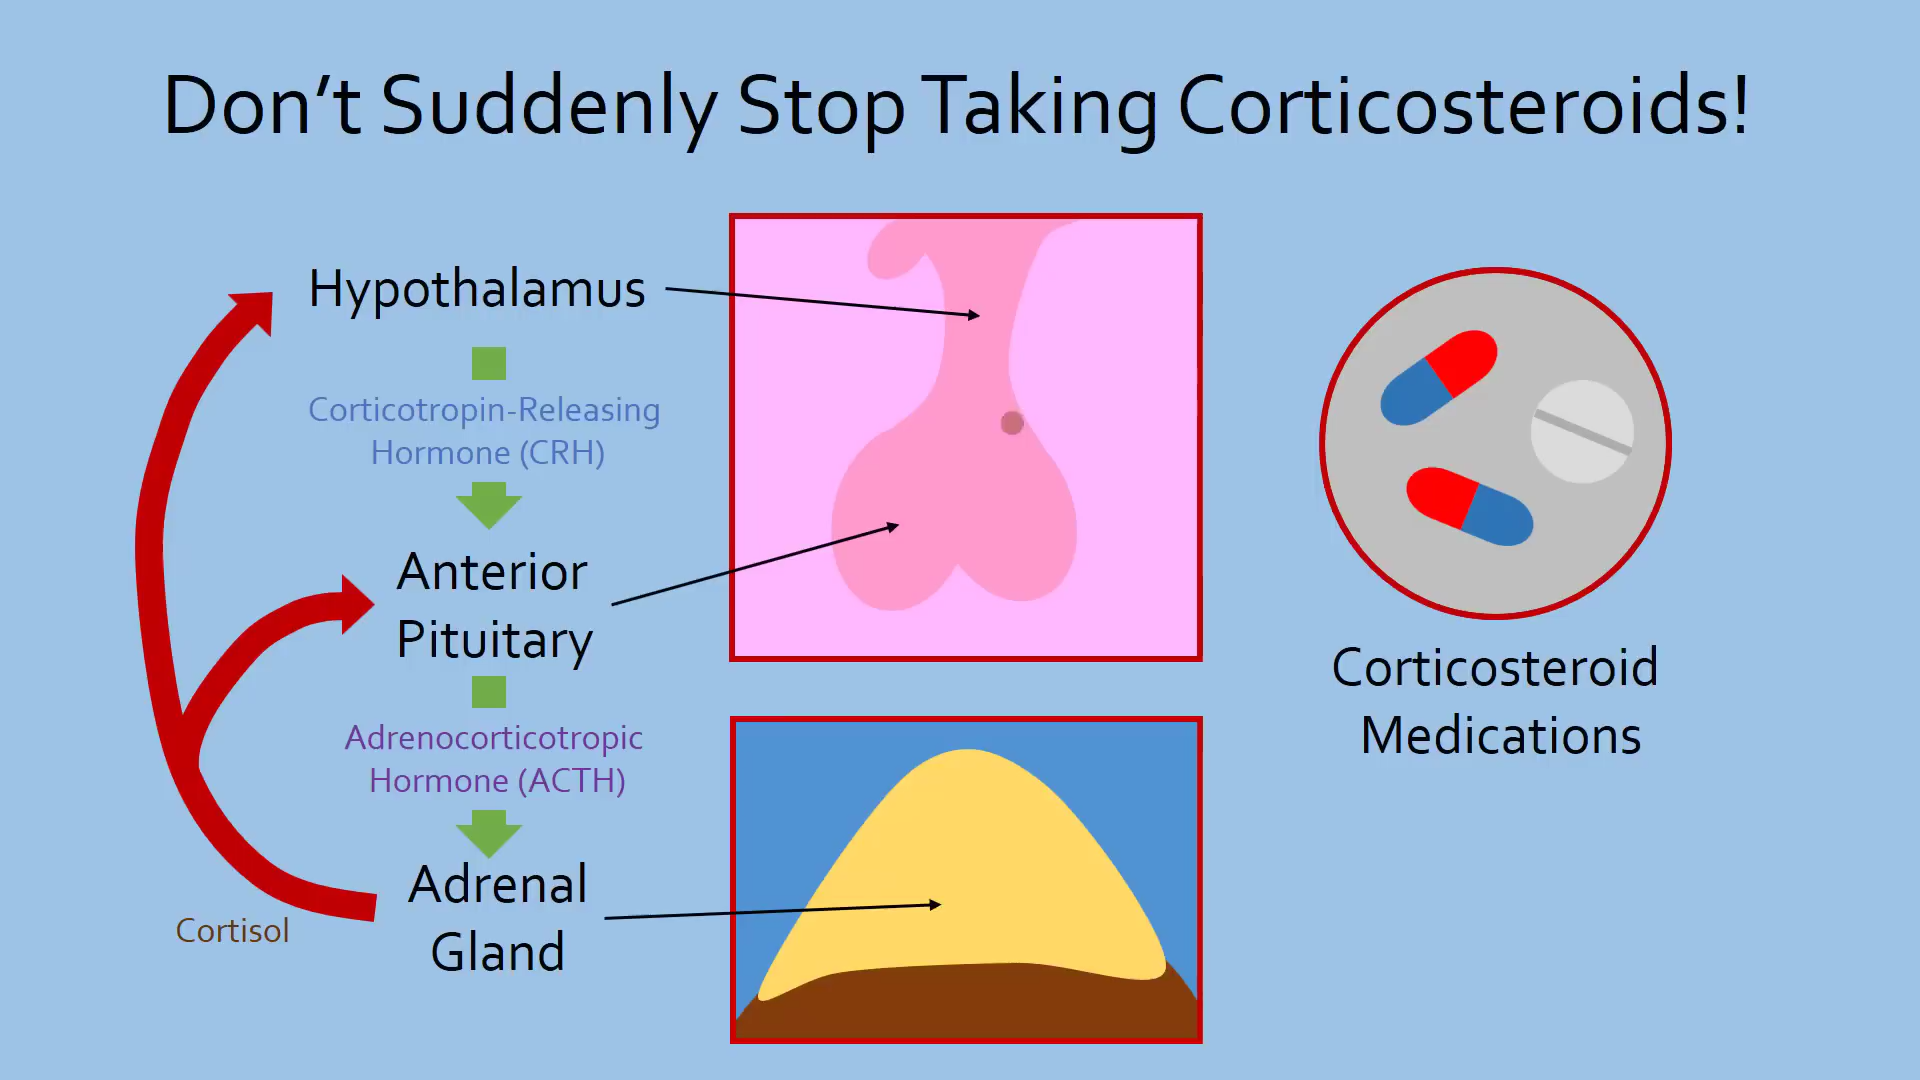 Don't Suddenly Stop Taking Corticosteroids!
Hypothalamus
Corticotropin-Releasing
Hormone (CRH)
Anterior
Pituitary
Adrenocorticotropic
Hormone (ACTH)
Adrenal
Gland
Cortisol
Corticosteroid
Medications